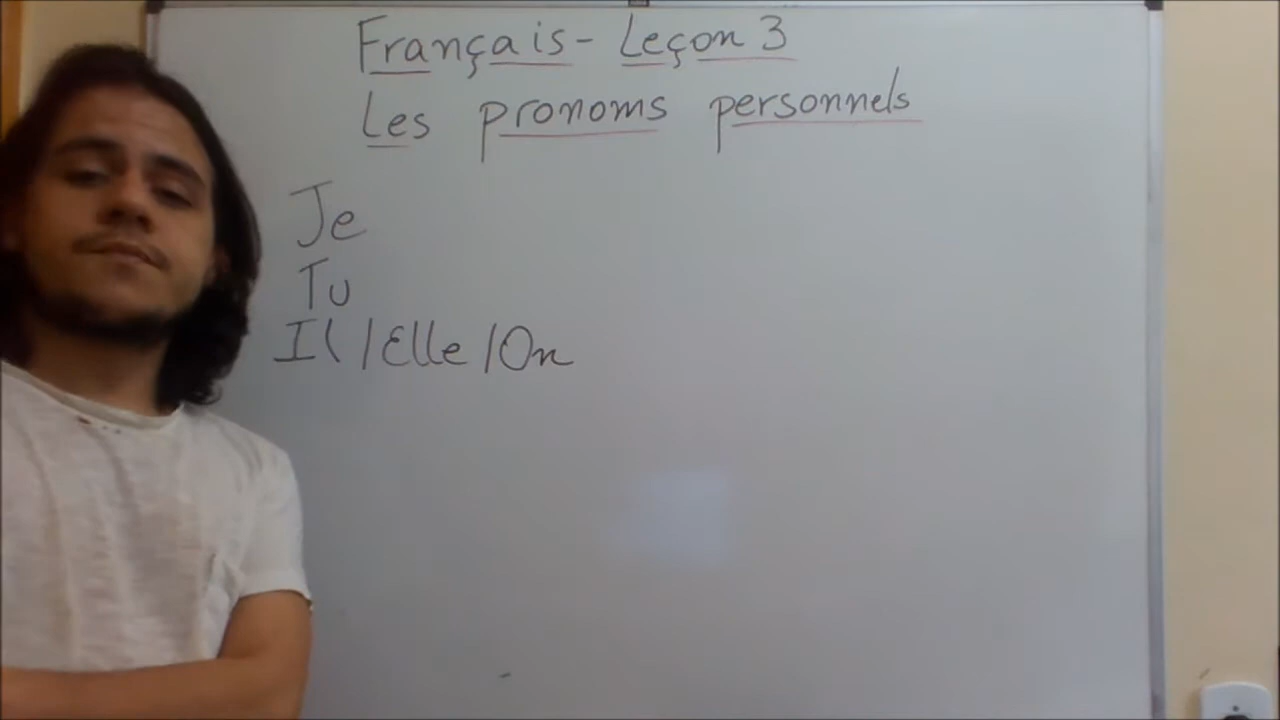 Français - Leçon 3
Les pronoms personnels
Je
Tu
Il / Elle / On